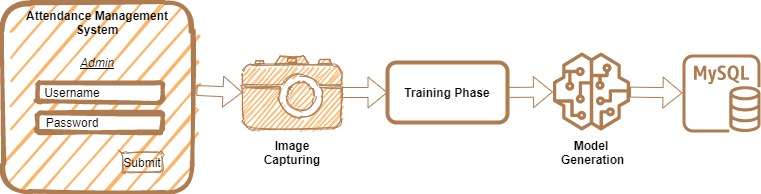 Attendance Management
System
Admin
Username
Password
Submit
Image
Capturing
Training Phase
Model
Generation
MySQL